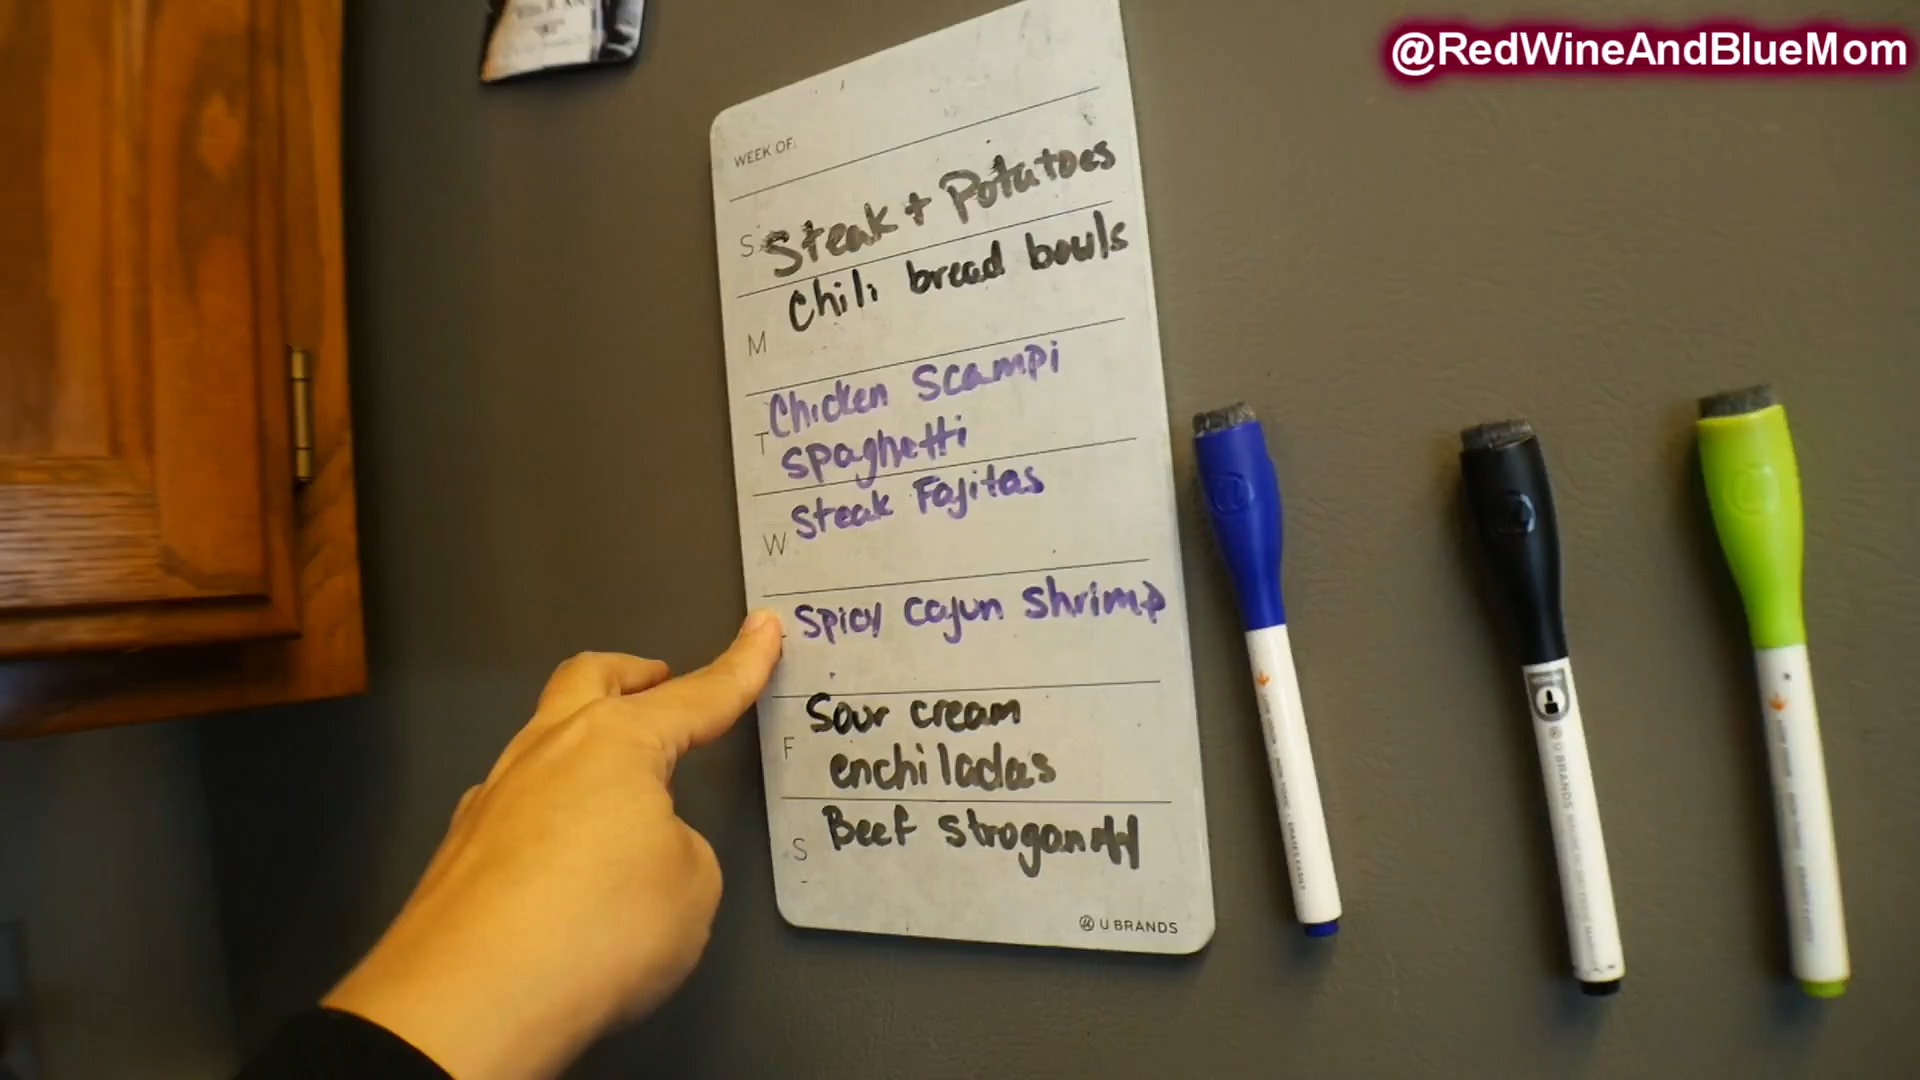 @RedWineAndBlueMom
WEEK OF:
S Steak + Potatoes
Chili bread bowls
M
Chicken Scampi
T spaghetti
Steak Fajitas
W
Spicy cajun shrimp
Sour cream
F
enchiladas
Beef stroganoff
S
U BRANDS
U BRANDS